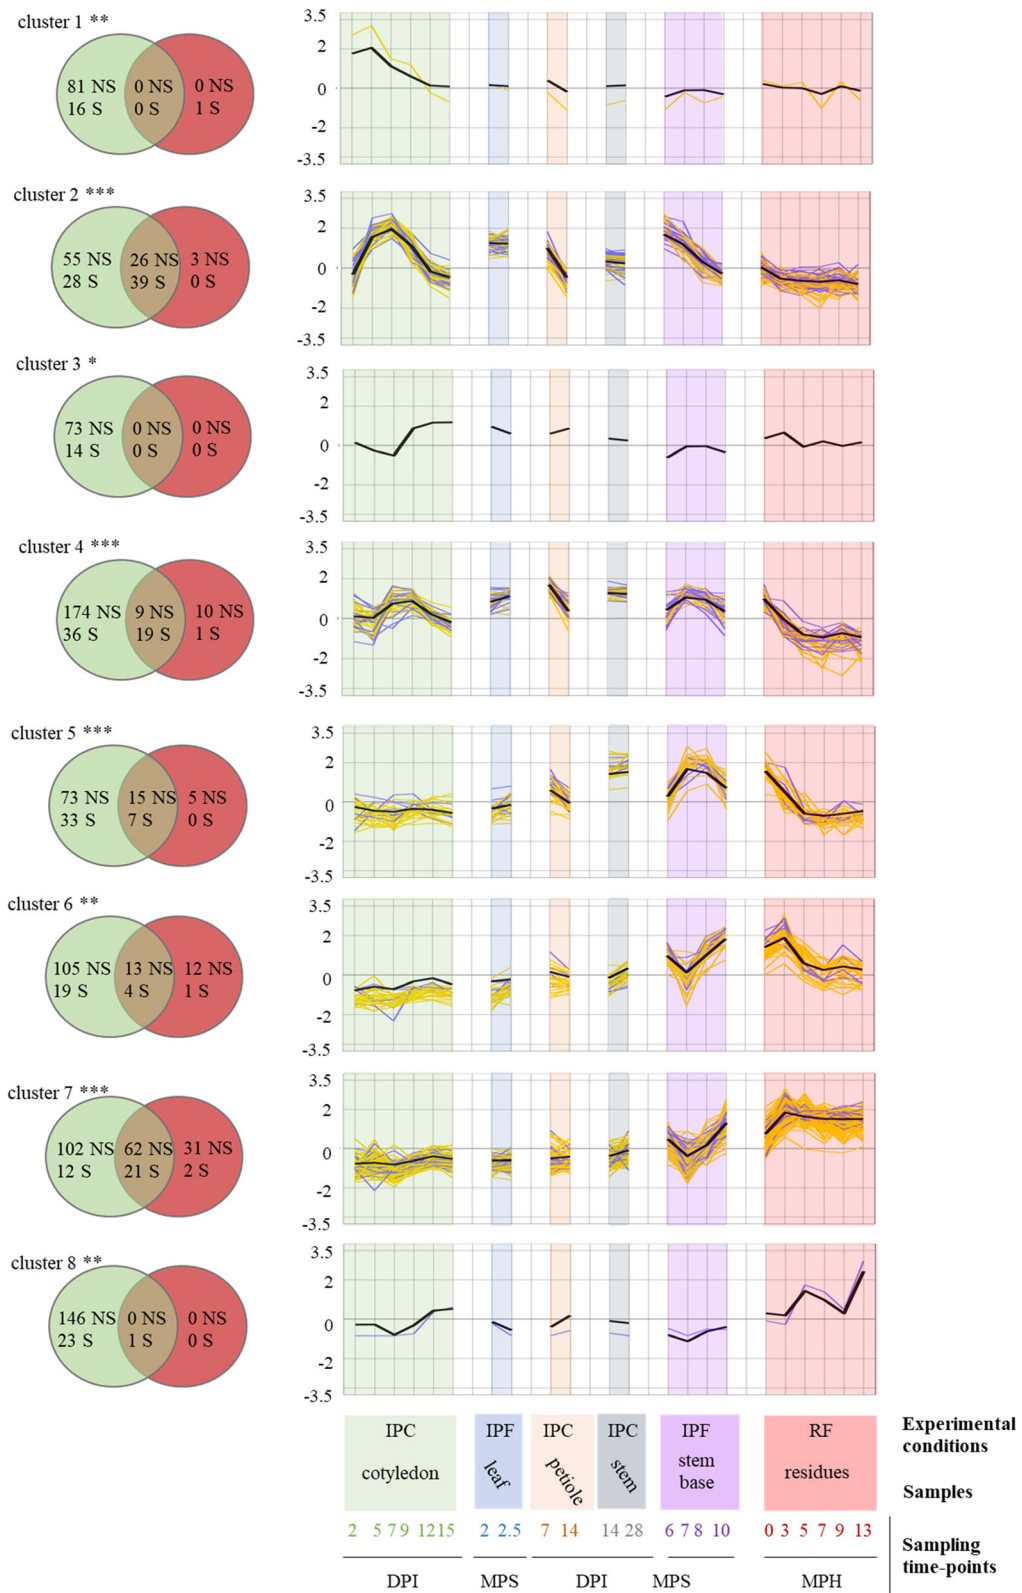 cluster 1 **
81 NS 0 NS 0 NS
16 S 0 S 1 S
3.5
2
0
-2
-3.5
cluster 2 ***
55 NS 26 NS 3 NS
28 S 39 S 0 S
3.5
2
0
-2
-3.5
cluster 3 *
73 NS 0 NS 0 NS
14 S 0 S 0 S
3.5
2
0
-2
-3.5
cluster 4 ***
174 NS 9 NS 10 NS
36 S 19 S 1 S
3.5
2
0
-2
-3.5
cluster 5 ***
73 NS 15 NS 5 NS
33 S 7 S 0 S
3.5
2
0
-2
-3.5
cluster 6 **
105 NS 13 NS 12 NS
19 S 4 S 1 S
3.5
2
0
-2
-3.5
cluster 7 ***
102 NS 62 NS 31 NS
12 S 21 S 2 S
3.5
2
0
-2
-3.5
cluster 8 **
146 NS 0 NS 0 NS
23 S 1 S 0 S
3.5
2
0
-2
-3.5
IPC IPF IPC IPC IPF RF
cotyledon leaf petiole stem stem base residues
Experimental
conditions
Samples
2 5 7 9 12 15 2 2.5 7 14 14 28 6 7 8 10 0 3 5 7 9 13
Sampling
time-points
DPI MPS DPI MPS MPH